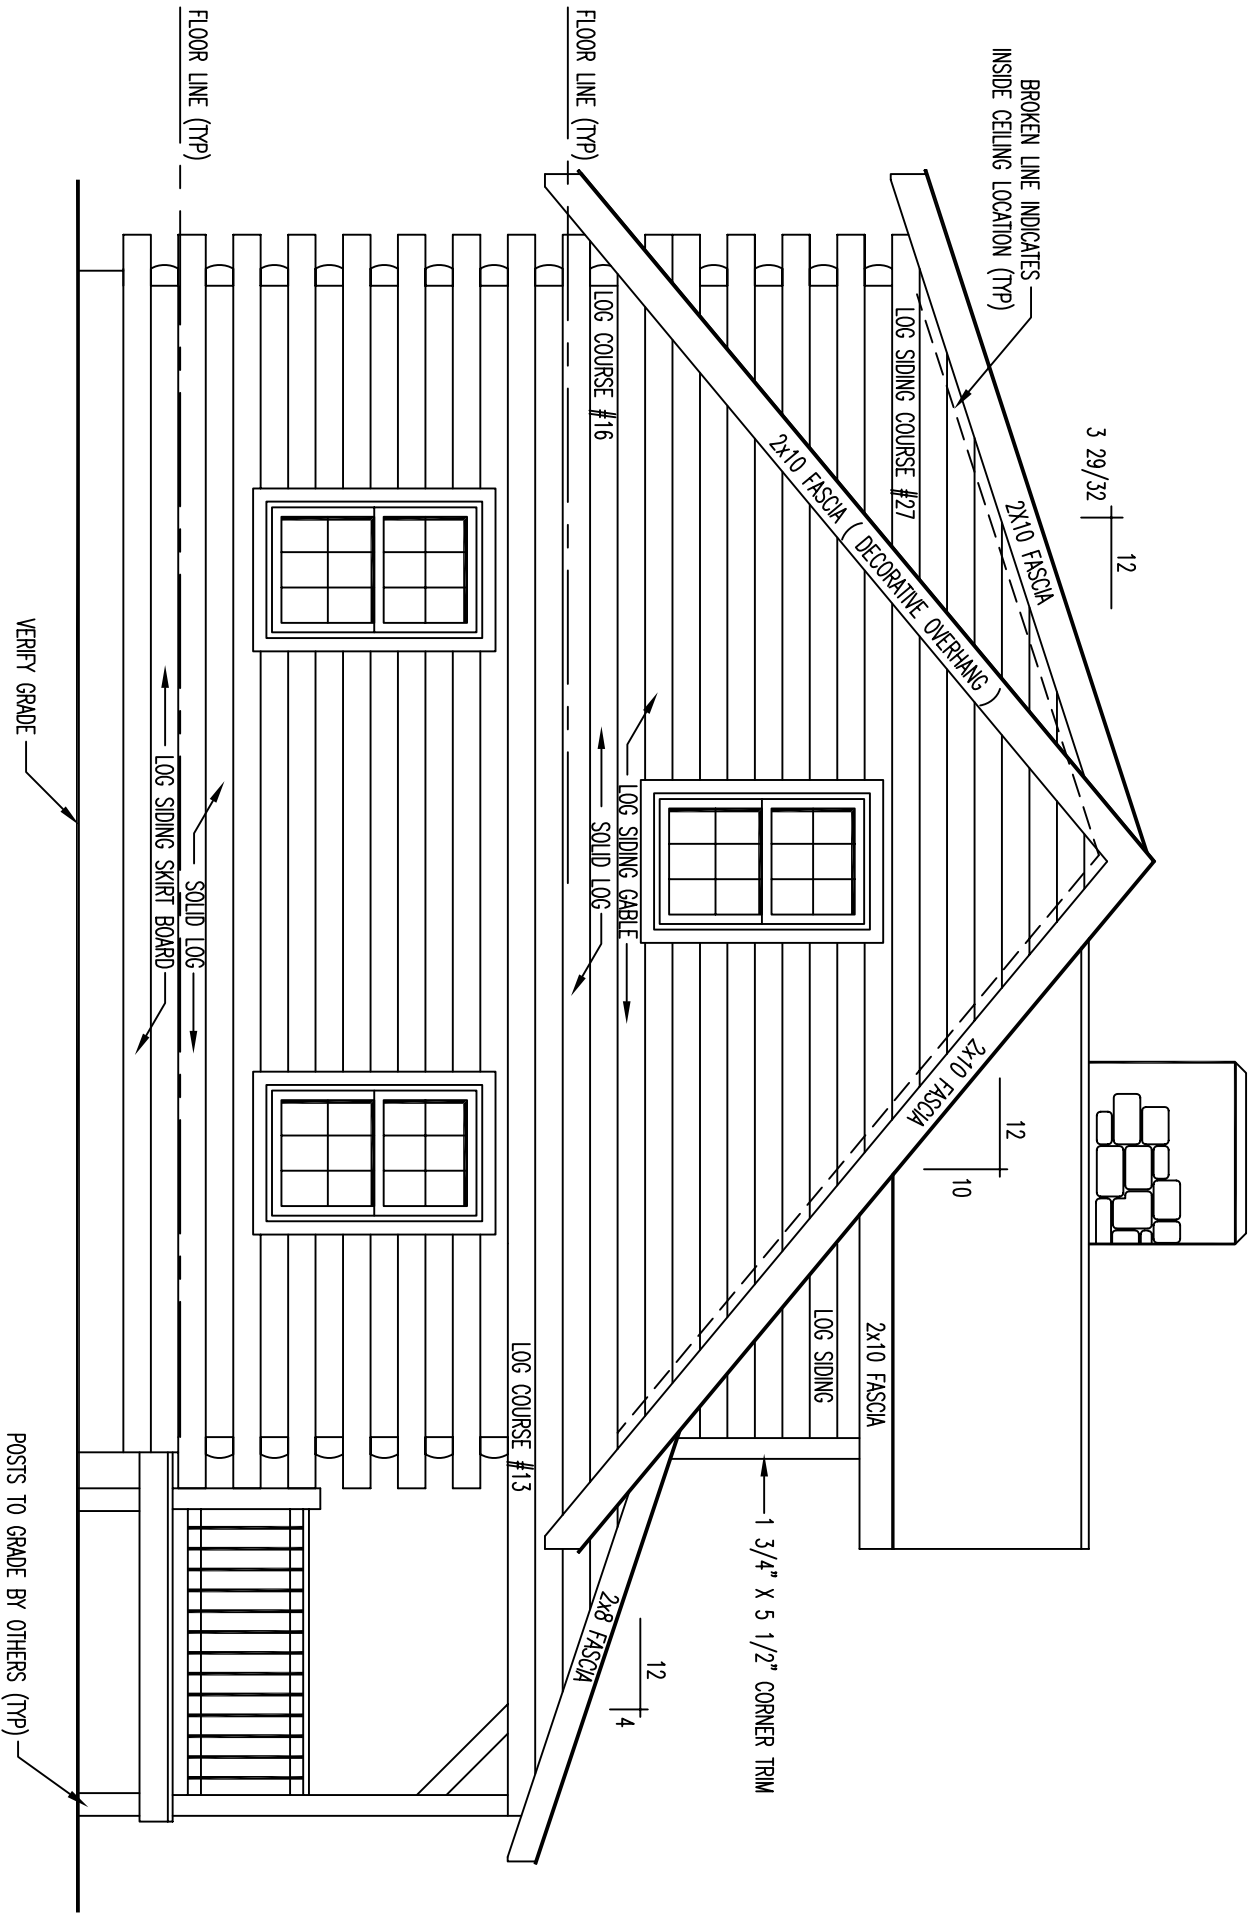 BROKEN LINE INDICATES
INSIDE CEILING LOCATION (TYP)
3 29/32
12
2X10 FASCIA
12
10
2x10 FASCIA
2x10 FASCIA ( DECORATIVE OVERHANG )
LOG SIDING COURSE #27
2x10 FASCIA
LOG SIDING
1 3/4" X 5 1/2" CORNER TRIM
12
4
2x8 FASCIA
LOG SIDING GABLE
SOLID LOG
LOG COURSE #16
FLOOR LINE (TYP)
LOG COURSE #13
FLOOR LINE (TYP)
SOLID LOG
LOG SIDING SKIRT BOARD
VERIFY GRADE
POSTS TO GRADE BY OTHERS (TYP)